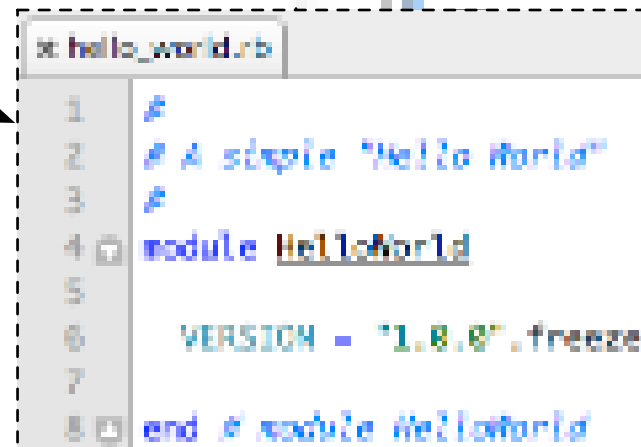 hello_world.rb
1 #
2 # A simple "Hello World"
3 #
4 module HelloWorld
5
6 VERSION = "1.0.0".freeze
7
8 end # module HelloWorld